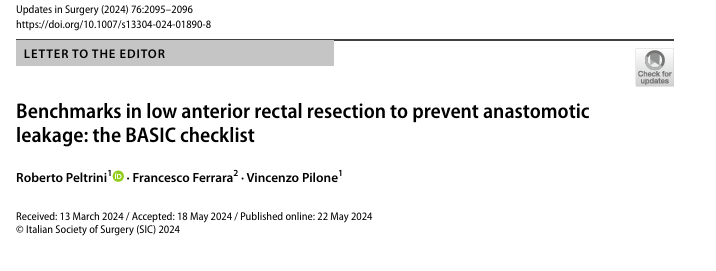 Updates in Surgery (2024) 76:2095–2096
https://doi.org/10.1007/s13304-024-01890-8
LETTER TO THE EDITOR
Check for
updates
Benchmarks in low anterior rectal resection to prevent anastomotic
leakage: the BASIC checklist
Roberto Peltrini1 iD · Francesco Ferrara2 · Vincenzo Pilone1
Received: 13 March 2024 / Accepted: 18 May 2024 / Published online: 22 May 2024
© Italian Society of Surgery (SIC) 2024